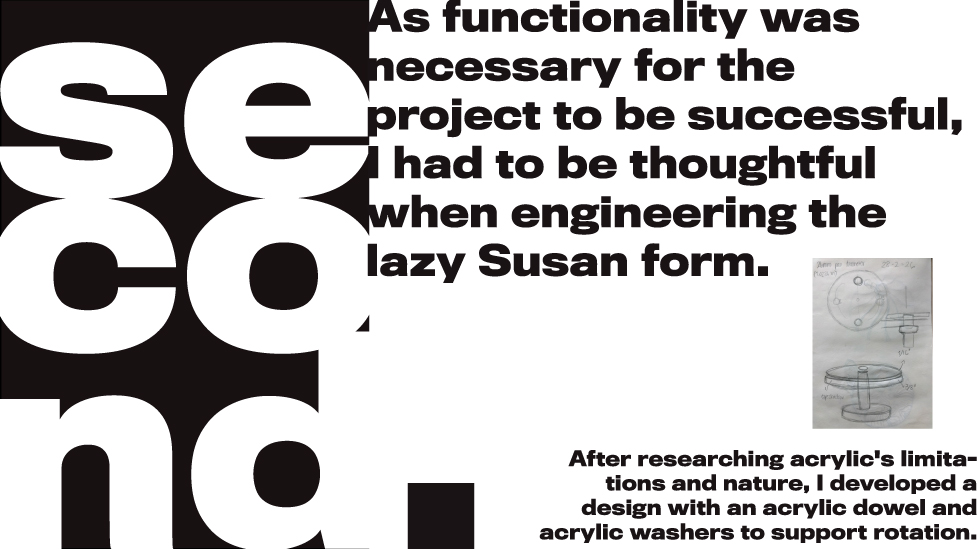 se
co
nd.
As functionality was
necessary for the
project to be successful,
I had to be thoughtful
when engineering the
lazy Susan form.
After researching acrylic's limita-
tions and nature, I developed a
design with an acrylic dowel and
acrylic washers to support rotation.